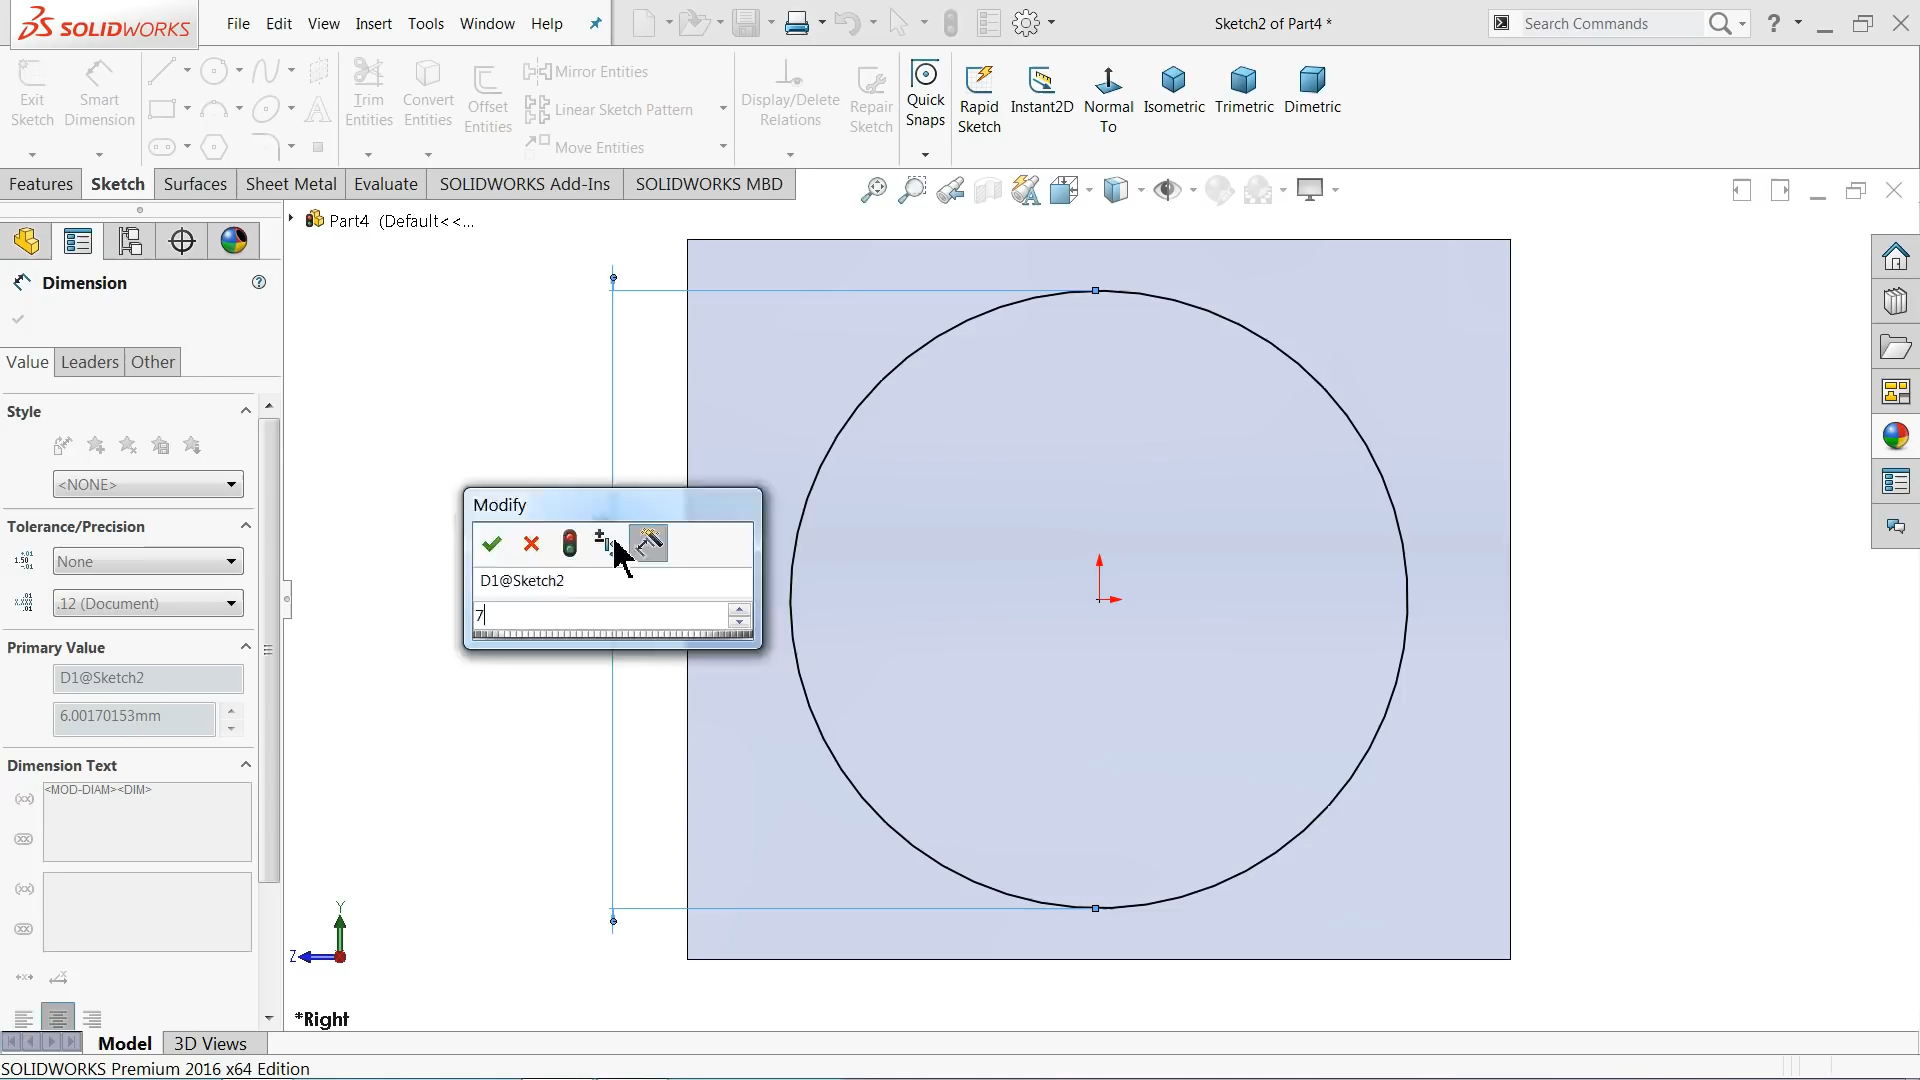 SOLIDWORKS
File Edit View Insert Tools Window Help
Sketch2 of Part4 *
Search Commands
?
Exit Sketch
Smart Dimension
Trim Entities
Convert Entities
Offset Entities
Mirror Entities
Linear Sketch Pattern
Move Entities
Display/Delete Relations
Repair Sketch
Quick Snaps
Rapid Sketch
Instant2D
Normal To
Isometric
Trimetric
Dimetric
Features Sketch Surfaces Sheet Metal Evaluate SOLIDWORKS Add-Ins SOLIDWORKS MBD
Part4 (Default<<...
Dimension
?
Value Leaders Other
Style
<NONE>
Tolerance/Precision
None
.12 (Document)
Primary Value
D1@Sketch2
6.00170153mm
Dimension Text
(xx)
<MOD-DIAM><DIM>
Modify
D1@Sketch2
7
Y
Z
*Right
Model 3D Views
SOLIDWORKS Premium 2016 x64 Edition